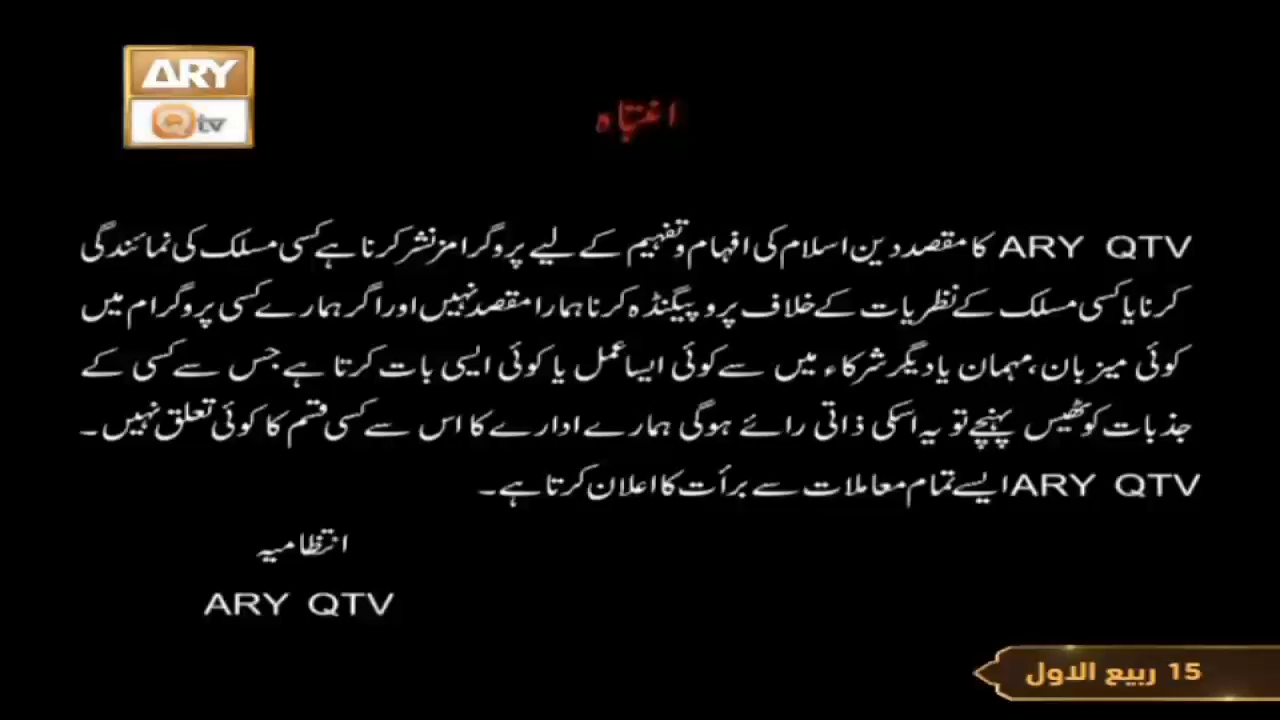 ARY
Qtv
انتباہ
ARY QTV کا مقصد دین اسلام کی افہام و تفہیم کے لیے پروگرامز نشر کرنا ہے کسی مسلک کی نمائندگی
کرنا یا کسی مسلک کے نظریات کے خلاف پروپیگنڈہ کرنا ہمارا مقصد نہیں اور اگر ہمارے کسی پروگرام میں
کوئی میزبان، مہمان یا دیگر شرکاء میں سے کوئی ایسا عمل یا کوئی ایسی بات کرتا ہے جس سے کسی کے
جذبات کو ٹھیس پہنچے تو یہ اسکی ذاتی رائے ہوگی ہمارے ادارے کا اس سے کسی قسم کا کوئی تعلق نہیں۔
ARY QTV ایسے تمام معاملات سے برأت کا اعلان کرتا ہے۔
انتظامیہ
ARY QTV
15 ربیع الاول